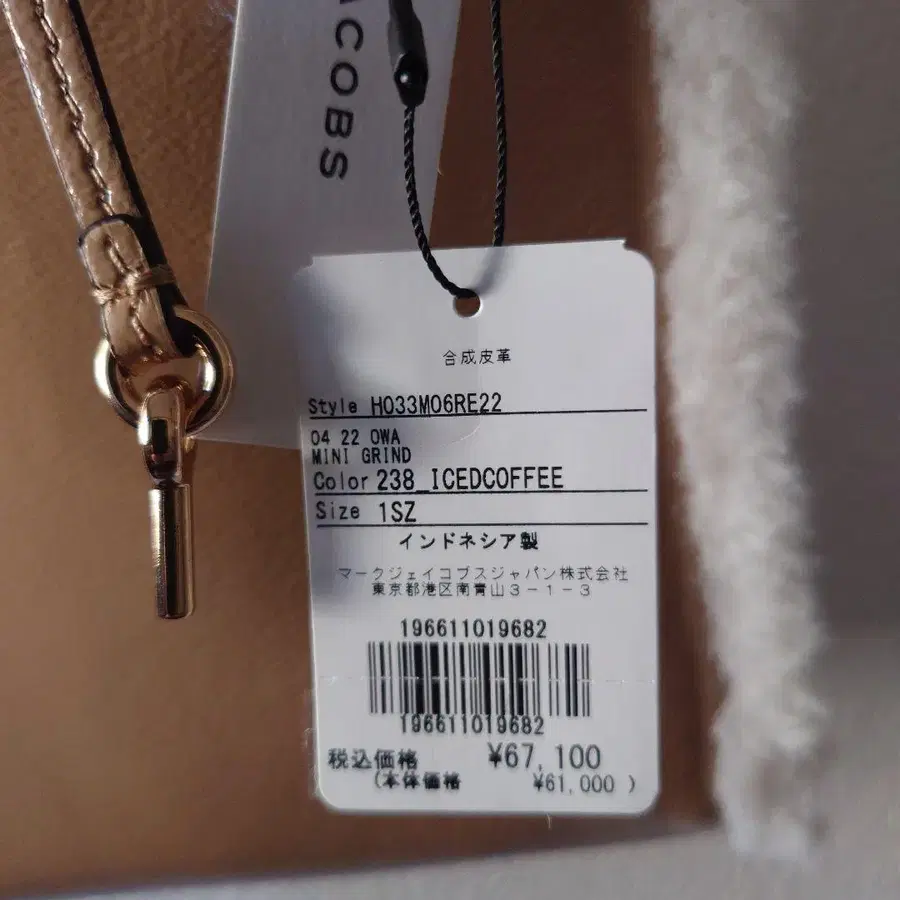 ACOBS
合成皮革
Style H033M06RE22
04 22 OWA
MINI GRIND
Color 238_ICEDCOFFEE
Size 1SZ
インドネシア製
マークジェイコブスジャパン株式会社
東京都港区南青山3-1-3
196611019682
196611019682
税込価格 ¥67,100
(本体価格 ¥61,000 )